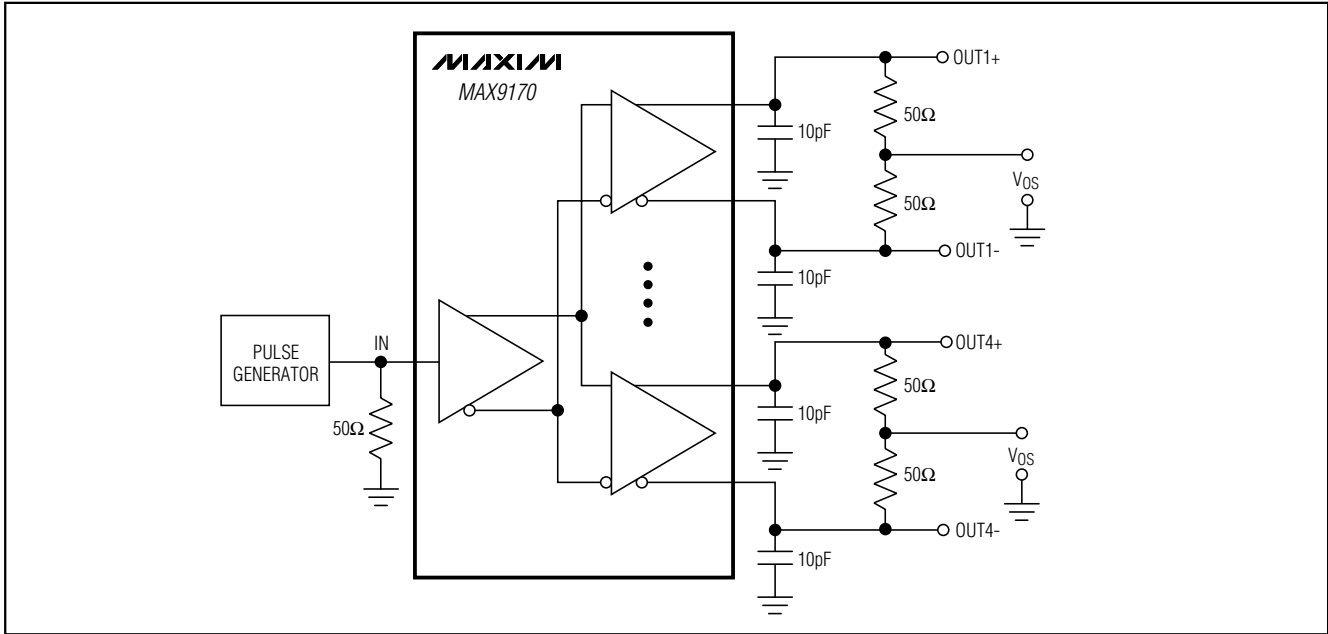 MAXIM
MAX9170
OUT1+
50Ω
10pF
VOS
50Ω
OUT1-
10pF
PULSE
GENERATOR
IN
50Ω
OUT4+
50Ω
10pF
VOS
50Ω
OUT4-
10pF